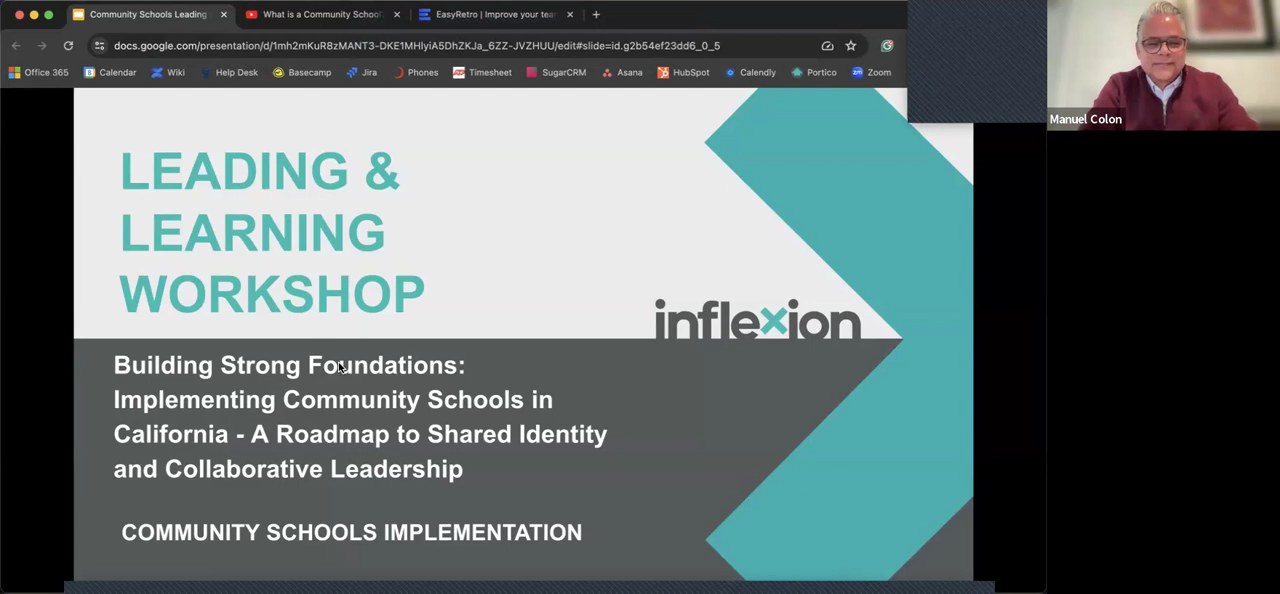 Community Schools Leading
What is a Community School
EasyRetro | Improve your tea
docs.google.com/presentation/d/1mh2mKuR8zMANT3-DKE1MHIyiA5DhZKJa_6ZZ-JVZHUU/edit#slide=id.g2b54ef23dd6_0_5
Office 365
Calendar
Wiki
Help Desk
Basecamp
Jira
Phones
Timesheet
SugarCRM
Asana
HubSpot
Calendly
Portico
Zoom
Manuel Colon
LEADING &
LEARNING
WORKSHOP
inflexion
Building Strong Foundations:
Implementing Community Schools in
California - A Roadmap to Shared Identity
and Collaborative Leadership
COMMUNITY SCHOOLS IMPLEMENTATION